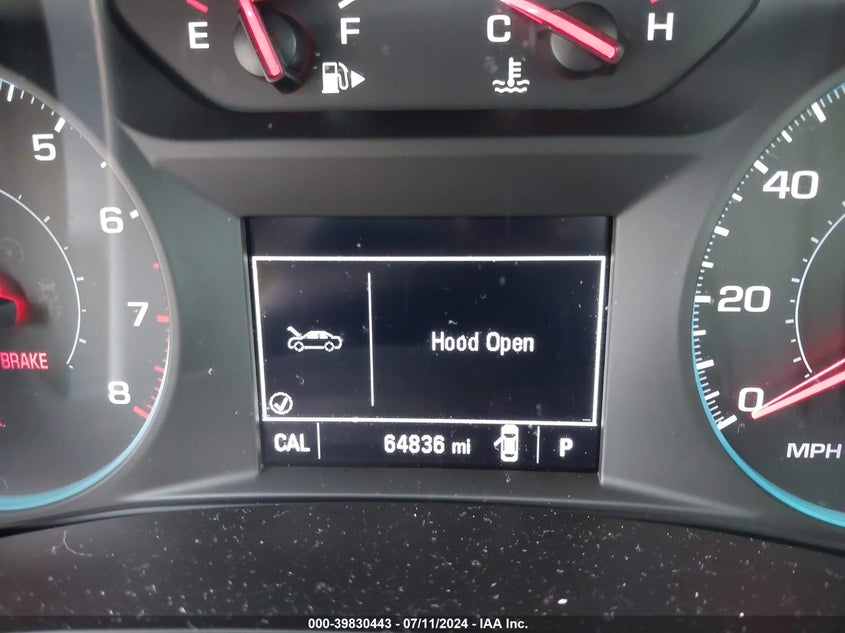 E F C H
5
6
7
8
BRAKE
40
20
0
MPH
Hood Open
CAL 64836 mi P
000-39830443 - 07/11/2024 - IAA Inc.